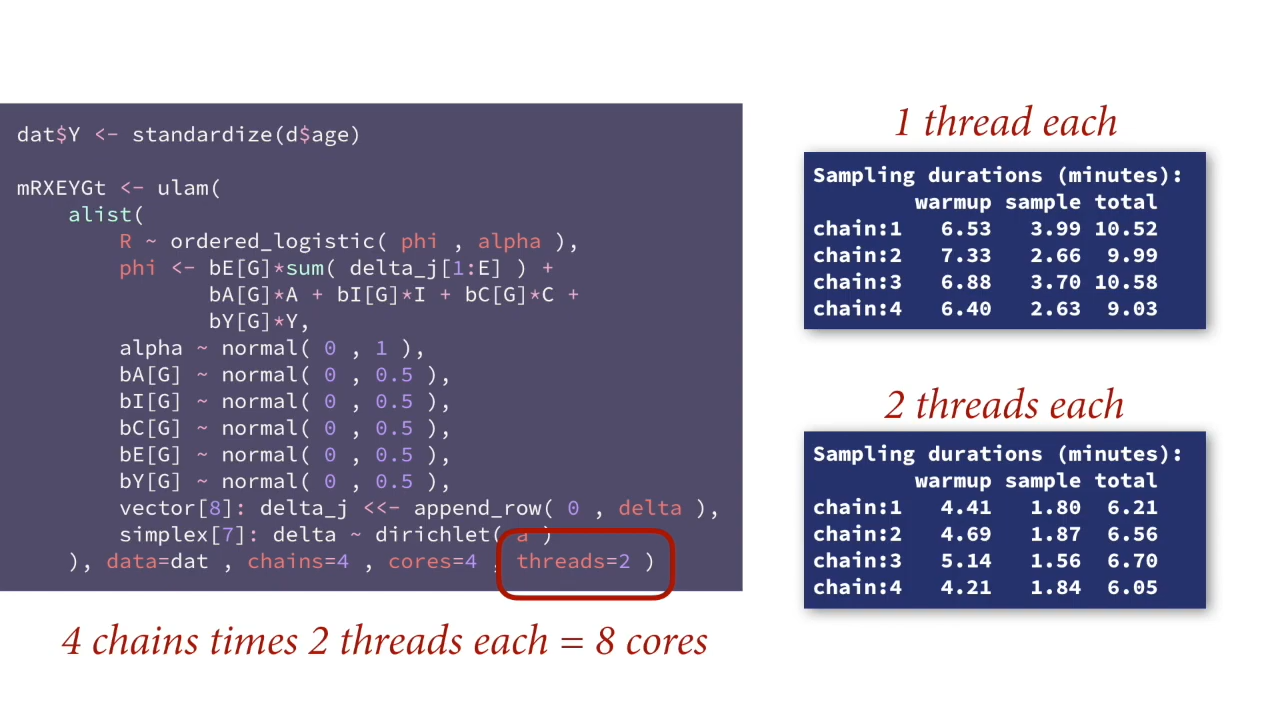 dat$Y <- standardize(d$age)
mRXEYGt <- ulam(
    alist(
        R ~ ordered_logistic( phi , alpha ),
        phi <- bE[G]*sum( delta_j[1:E] ) +
               bA[G]*A + bI[G]*I + bC[G]*C +
               bY[G]*Y,
        alpha ~ normal( 0 , 1 ),
        bA[G] ~ normal( 0 , 0.5 ),
        bI[G] ~ normal( 0 , 0.5 ),
        bC[G] ~ normal( 0 , 0.5 ),
        bE[G] ~ normal( 0 , 0.5 ),
        bY[G] ~ normal( 0 , 0.5 ),
        vector[8]: delta_j <<- append_row( 0 , delta ),
        simplex[7]: delta ~ dirichlet( a )
    ), data=dat , chains=4 , cores=4 , threads=2 )
4 chains times 2 threads each = 8 cores
1 thread each
Sampling durations (minutes):
        warmup sample total
chain:1   6.53   3.99 10.52
chain:2   7.33   2.66  9.99
chain:3   6.88   3.70 10.58
chain:4   6.40   2.63  9.03
2 threads each
Sampling durations (minutes):
        warmup sample total
chain:1   4.41   1.80  6.21
chain:2   4.69   1.87  6.56
chain:3   5.14   1.56  6.70
chain:4   4.21   1.84  6.05